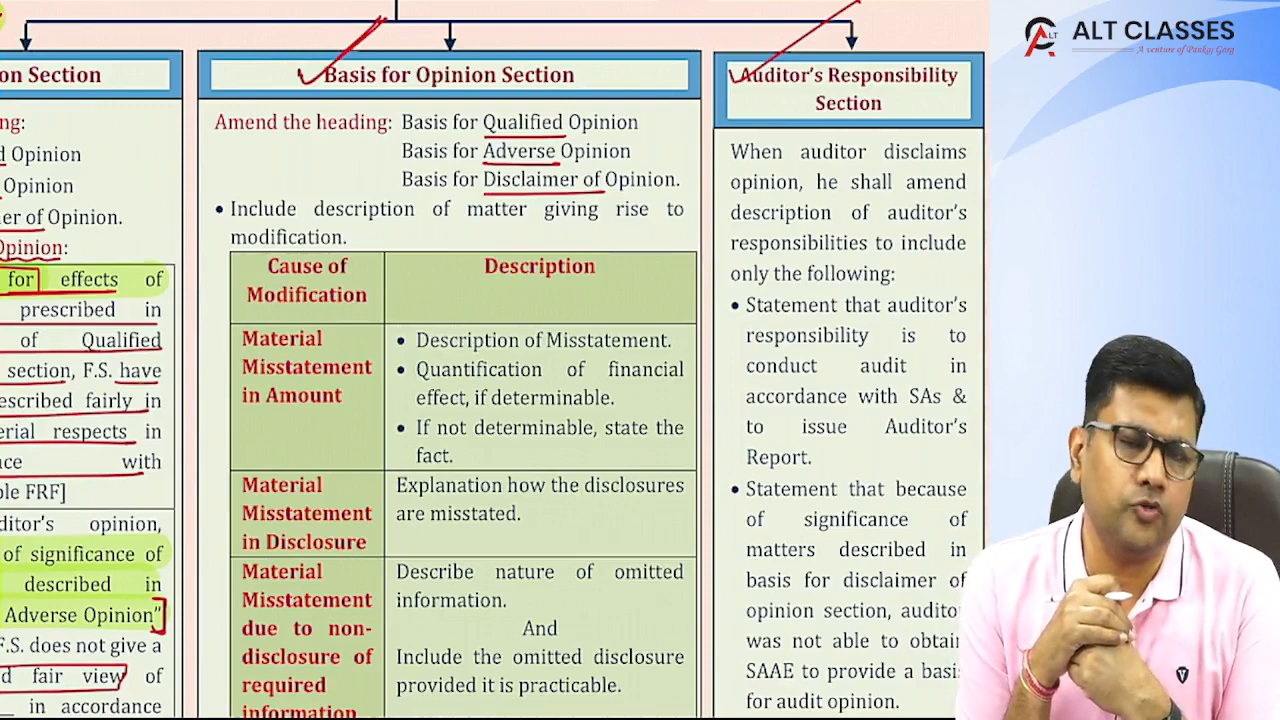 ALT CLASSES
A venture of Pankaj Garg
on Section
ng:
d Opinion
Opinion
er of Opinion.
Opinion:
for effects of
prescribed in
of Qualified
section, F.S. have
escribed fairly in
erial respects in
nce with
ble FRF]
ditor's opinion,
of significance of
described in
Adverse Opinion”
F.S. does not give a
d fair view of
in accordance
Basis for Opinion Section
Amend the heading: Basis for Qualified Opinion
Basis for Adverse Opinion
Basis for Disclaimer of Opinion.
• Include description of matter giving rise to
modification.
Cause of
Modification
Description
Material
Misstatement
in Amount
• Description of Misstatement.
• Quantification of financial
effect, if determinable.
• If not determinable, state the
fact.
Material
Misstatement
in Disclosure
Explanation how the disclosures
are misstated.
Material
Misstatement
due to non-
disclosure of
required
information
Describe nature of omitted
information.
And
Include the omitted disclosure
provided it is practicable.
Auditor’s Responsibility
Section
When auditor disclaims
opinion, he shall amend
description of auditor’s
responsibilities to include
only the following:
• Statement that auditor’s
responsibility is to
conduct audit in
accordance with SAs &
to issue Auditor’s
Report.
• Statement that because
of significance of
matters described in
basis for disclaimer of
opinion section, auditor
was not able to obtain
SAAE to provide a basis
for audit opinion.